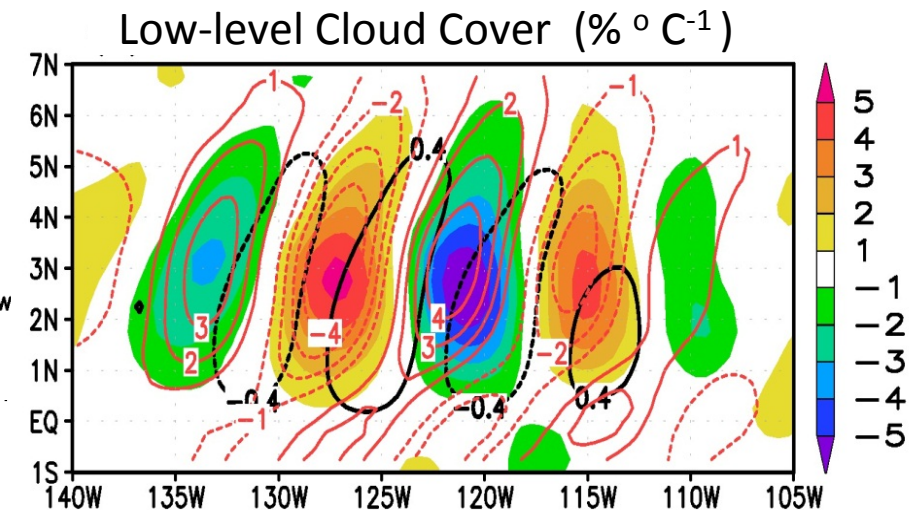 Low-level Cloud Cover (% º C-1 )
7N
6N
5N
4N
3N
2N
1N
EQ
1S
140W 135W 130W 125W 120W 115W 110W 105W
1 -2 2 -1 1
0.4
3 2 -4 4 3 -2
-0.4 -0.4 0.4
-1
5
4
3
2
1
-1
-2
-3
-4
-5
w